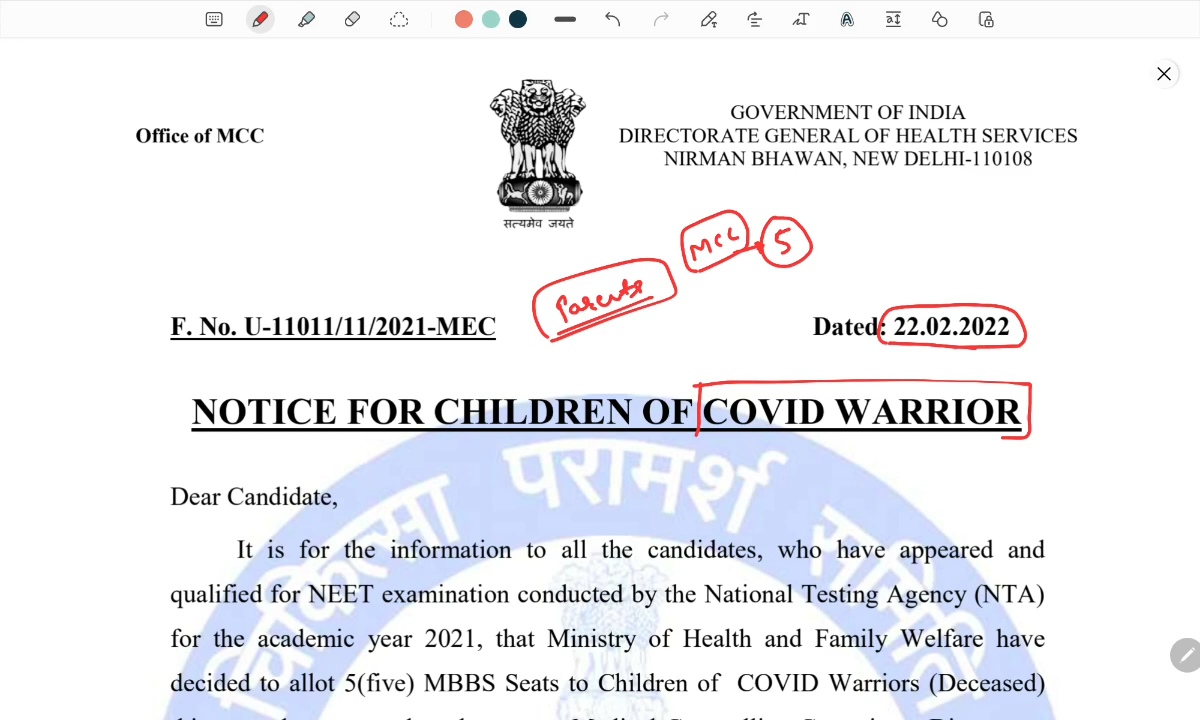 Office of MCC
GOVERNMENT OF INDIA
DIRECTORATE GENERAL OF HEALTH SERVICES
NIRMAN BHAWAN, NEW DELHI-110108
सत्यमेव जयते
MCC 5
Parents
F. No. U-11011/11/2021-MEC
Dated: 22.02.2022
NOTICE FOR CHILDREN OF COVID WARRIOR
चिकित्सा परामर्श समिति
Dear Candidate,
It is for the information to all the candidates, who have appeared and
qualified for NEET examination conducted by the National Testing Agency (NTA)
for the academic year 2021, that Ministry of Health and Family Welfare have
decided to allot 5(five) MBBS Seats to Children of COVID Warriors (Deceased)